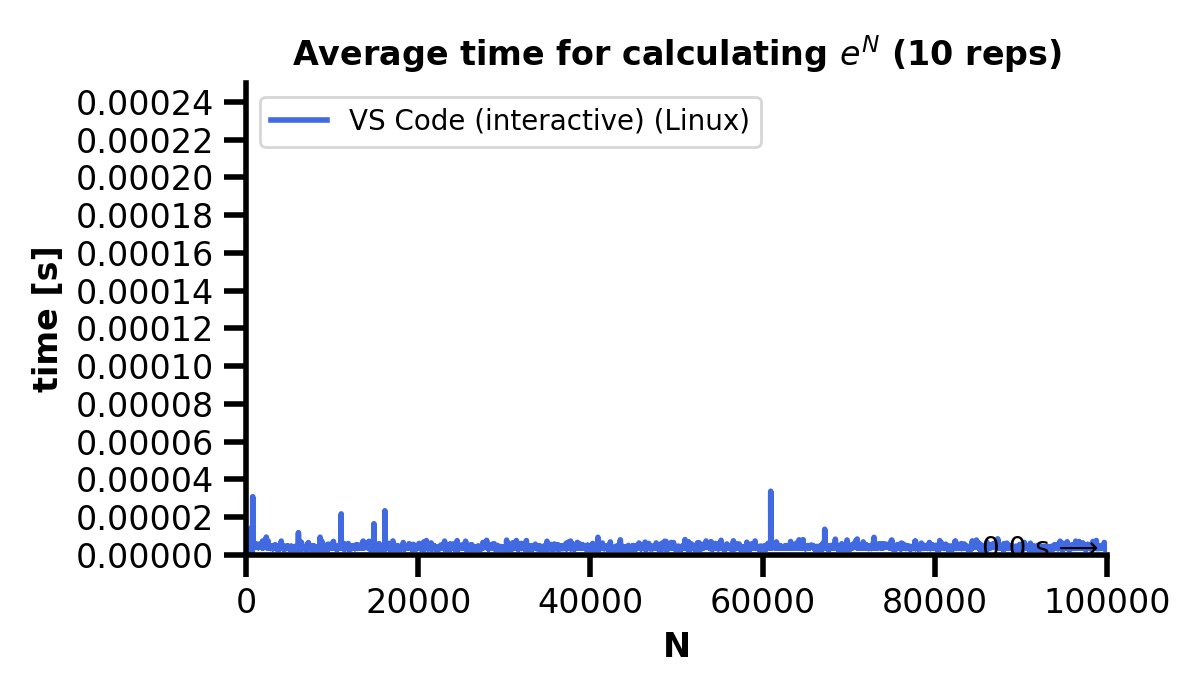 Average time for calculating e^N (10 reps)
VS Code (interactive) (Linux)
time [s]
0.00024
0.00022
0.00020
0.00018
0.00016
0.00014
0.00012
0.00010
0.00008
0.00006
0.00004
0.00002
0.00000
0.0 s ⟶
0 20000 40000 60000 80000 100000
N